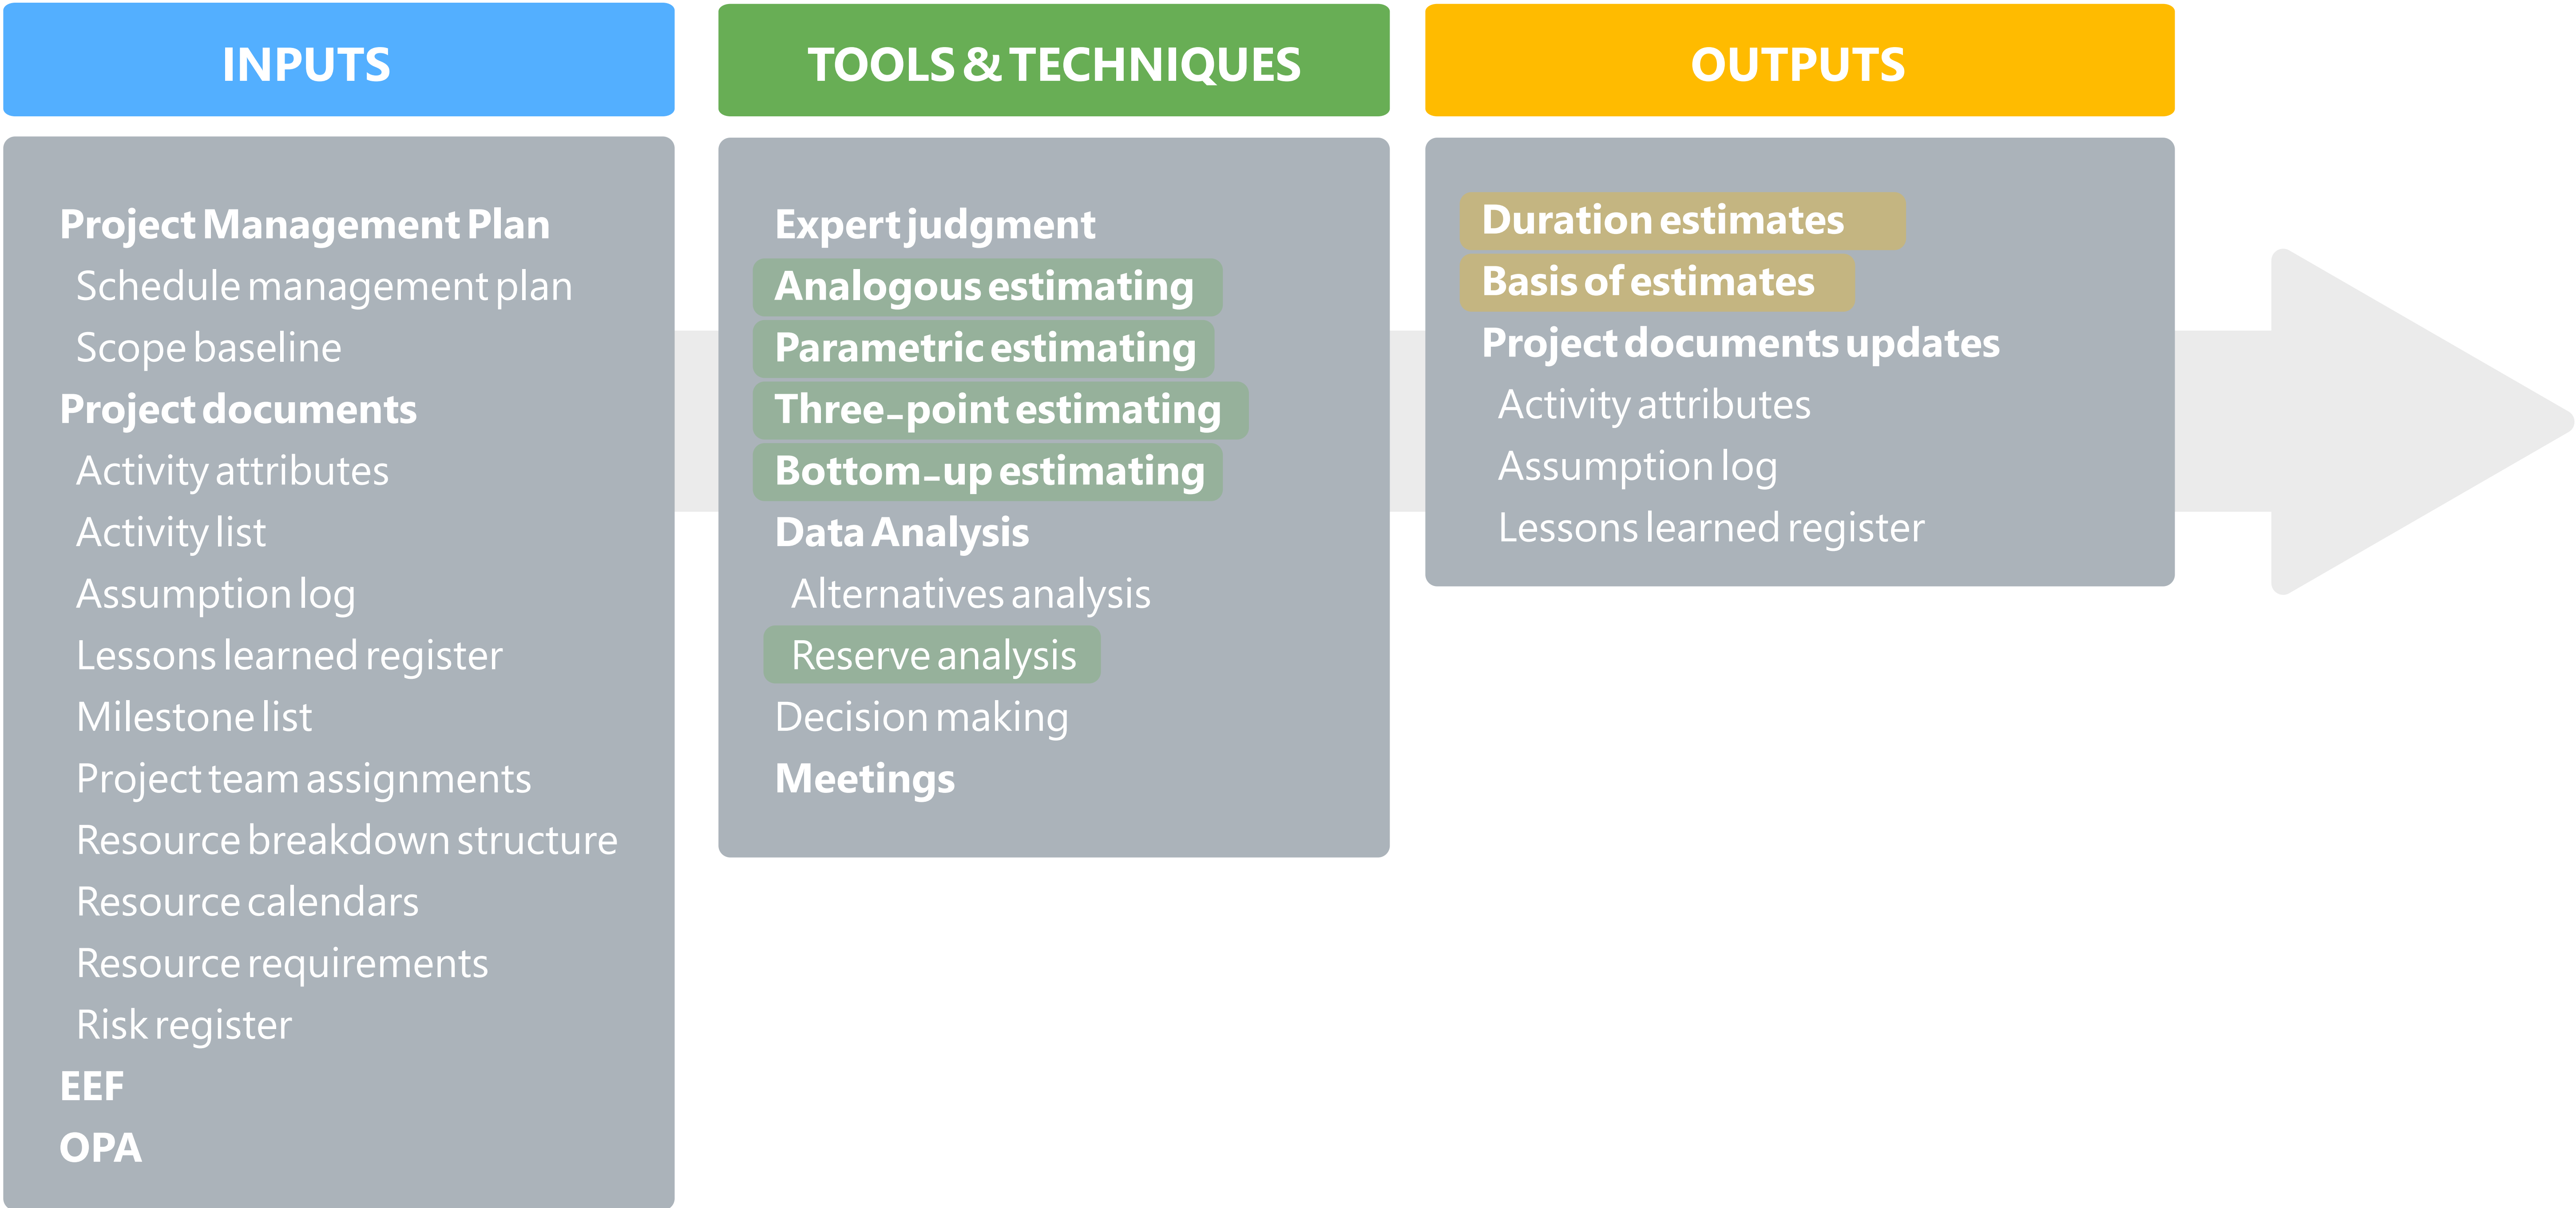 INPUTS
Project Management Plan
Schedule management plan
Scope baseline
Project documents
Activity attributes
Activity list
Assumption log
Lessons learned register
Milestone list
Project team assignments
Resource breakdown structure
Resource calendars
Resource requirements
Risk register
EEF
OPA
TOOLS & TECHNIQUES
Expert judgment
Analogous estimating
Parametric estimating
Three-point estimating
Bottom-up estimating
Data Analysis
Alternatives analysis
Reserve analysis
Decision making
Meetings
OUTPUTS
Duration estimates
Basis of estimates
Project documents updates
Activity attributes
Assumption log
Lessons learned register